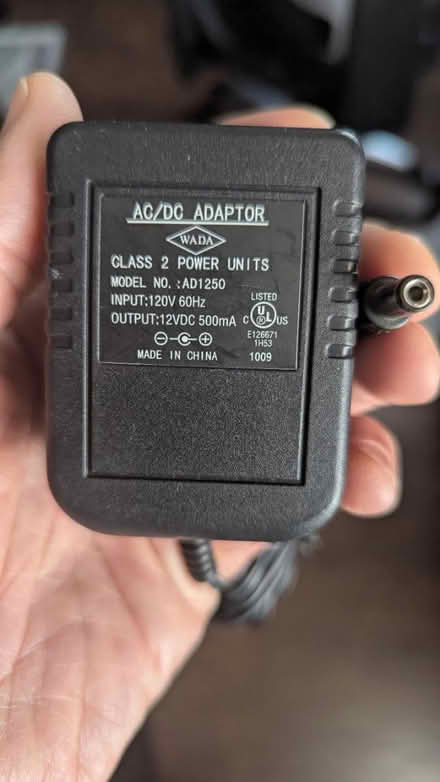 AC/DC ADAPTOR
WADA
CLASS 2 POWER UNITS
MODEL NO. :AD1250
INPUT:120V 60Hz
OUTPUT:12VDC 500mA
LISTED
C UL US
E126671
1H53
MADE IN CHINA
1009